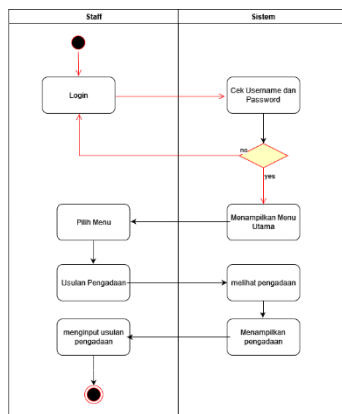 Staff
Sistem
Login
Cek Username dan
Password
no
yes
Pilih Menu
Menampilkan Menu
Utama
Usulan Pengadaan
melihat pengadaan
menginput usulan
pengadaan
Menampilkan
pengadaan